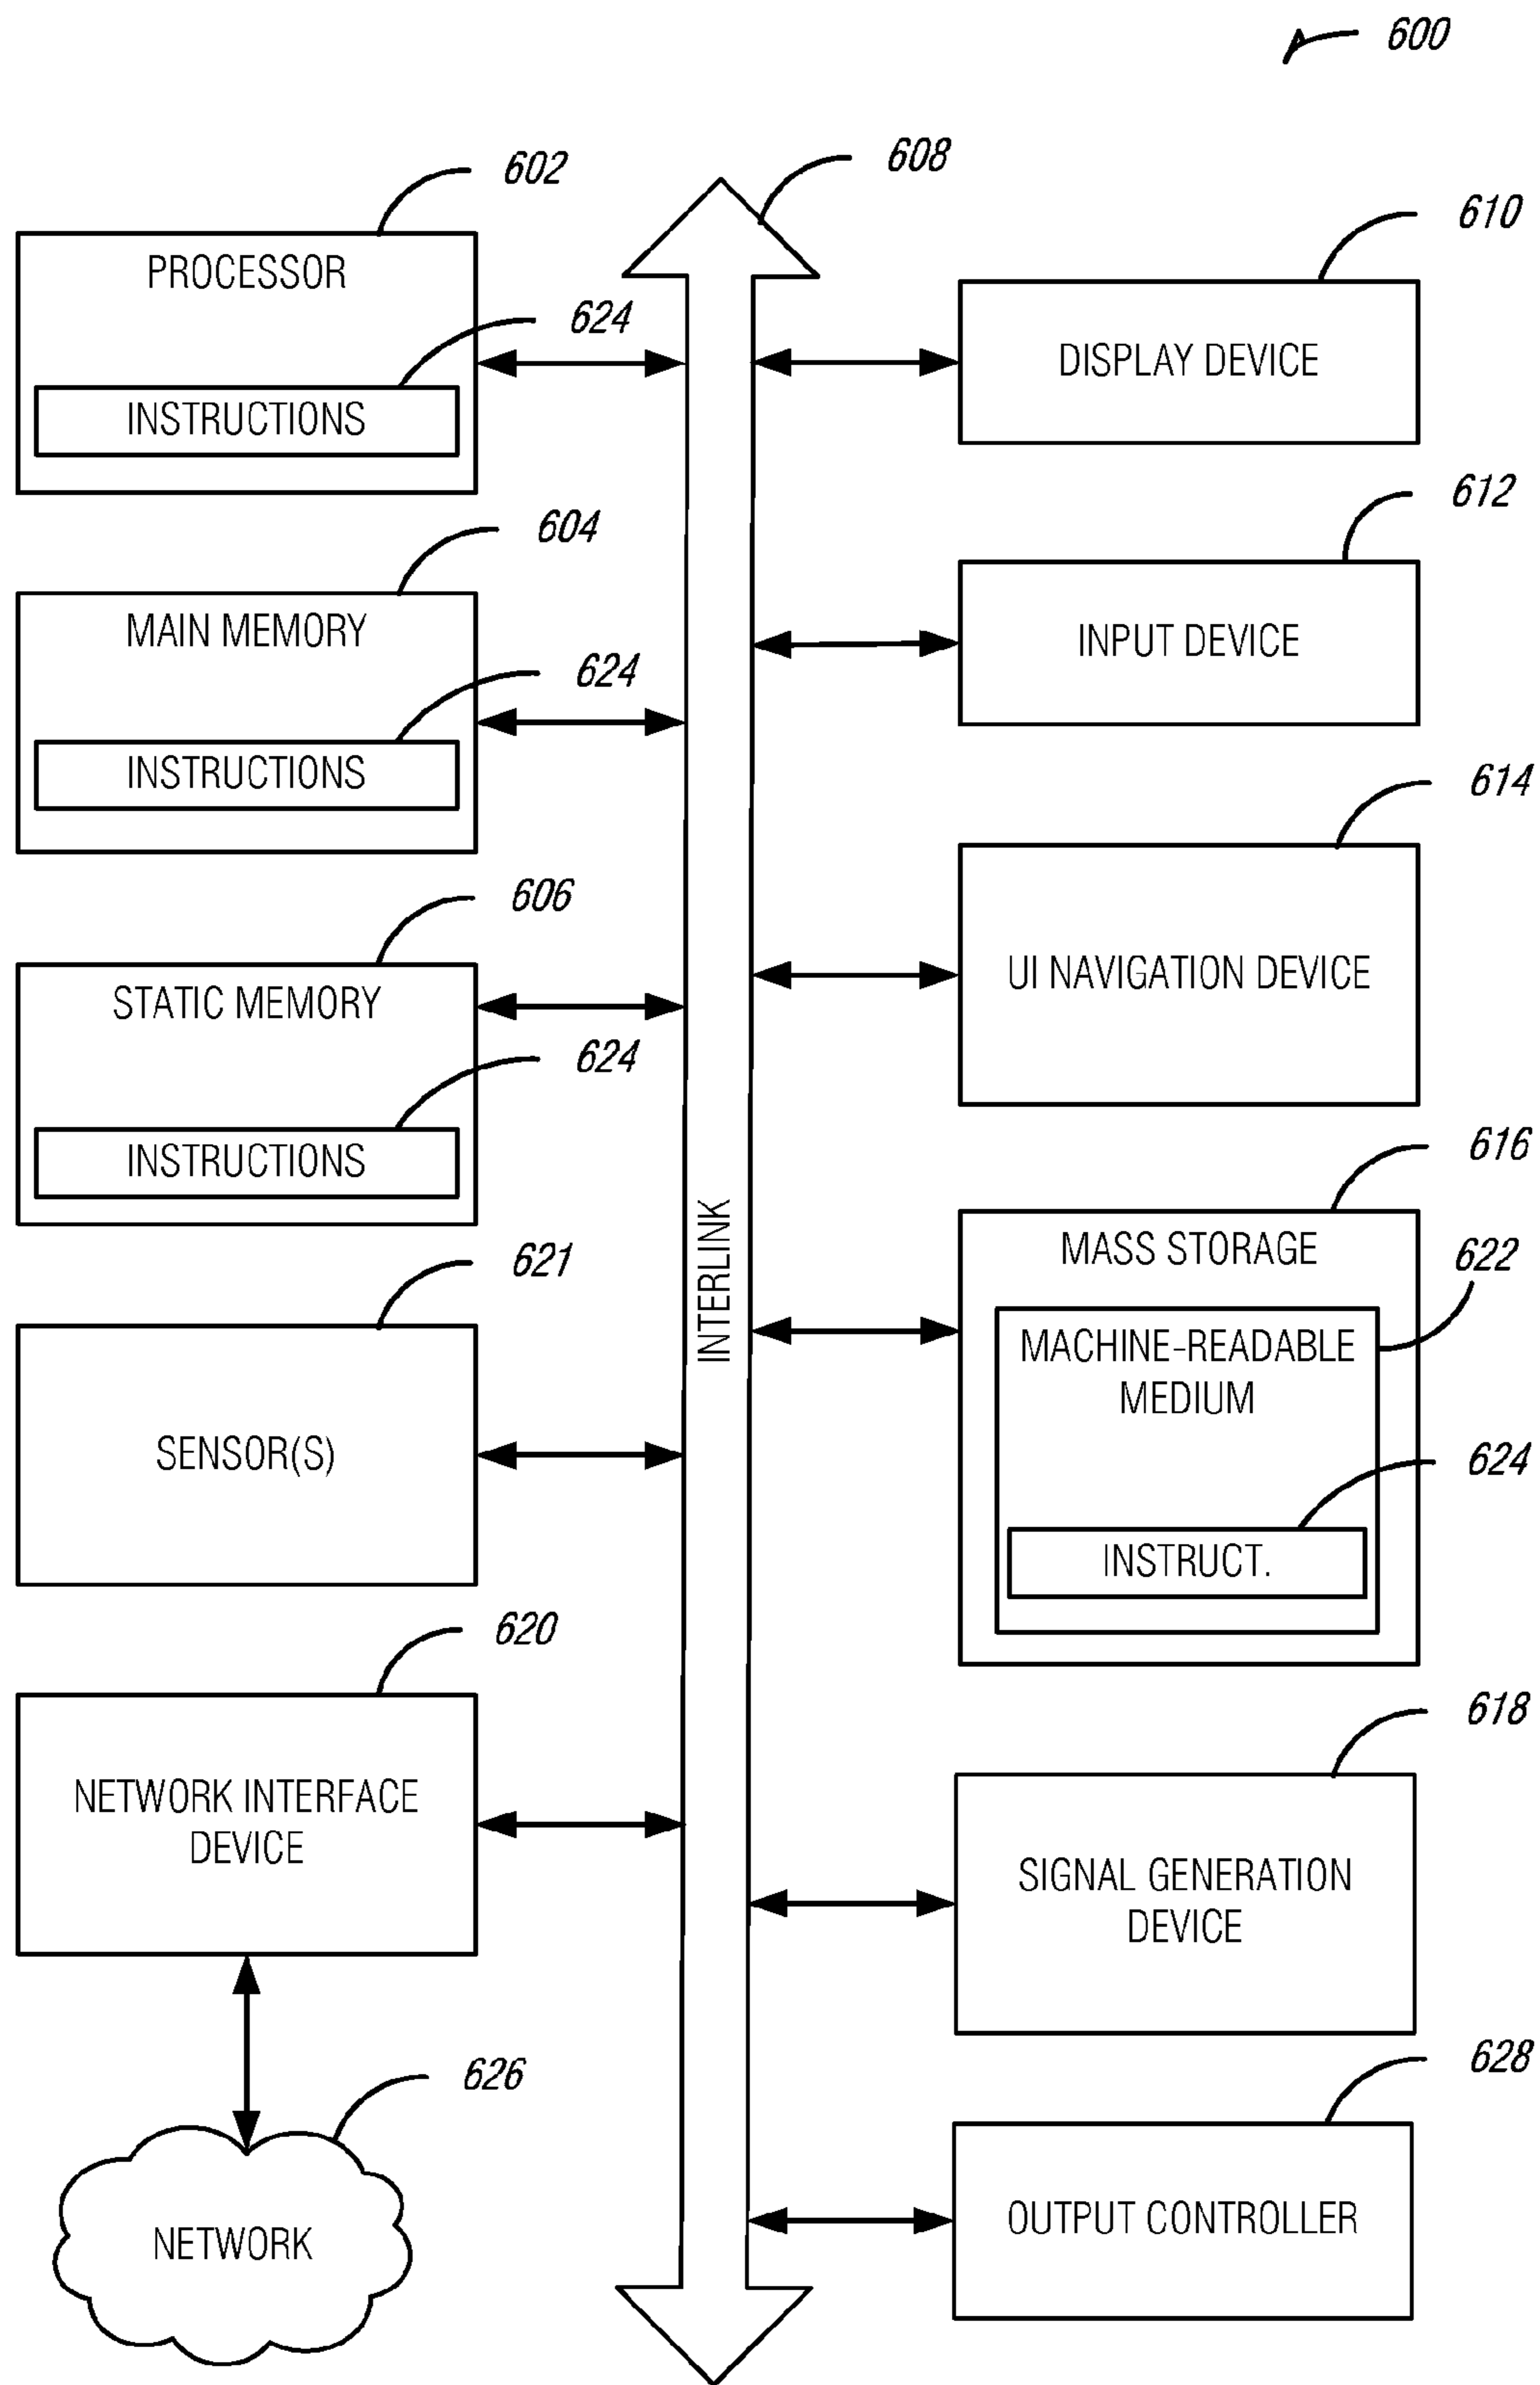 600
608
602
PROCESSOR
624
INSTRUCTIONS
604
MAIN MEMORY
624
INSTRUCTIONS
606
STATIC MEMORY
624
INSTRUCTIONS
621
SENSOR(S)
620
NETWORK INTERFACE
DEVICE
626
NETWORK
INTERLINK
610
DISPLAY DEVICE
612
INPUT DEVICE
614
UI NAVIGATION DEVICE
616
MASS STORAGE
622
MACHINE-READABLE
MEDIUM
624
INSTRUCT.
618
SIGNAL GENERATION
DEVICE
628
OUTPUT CONTROLLER